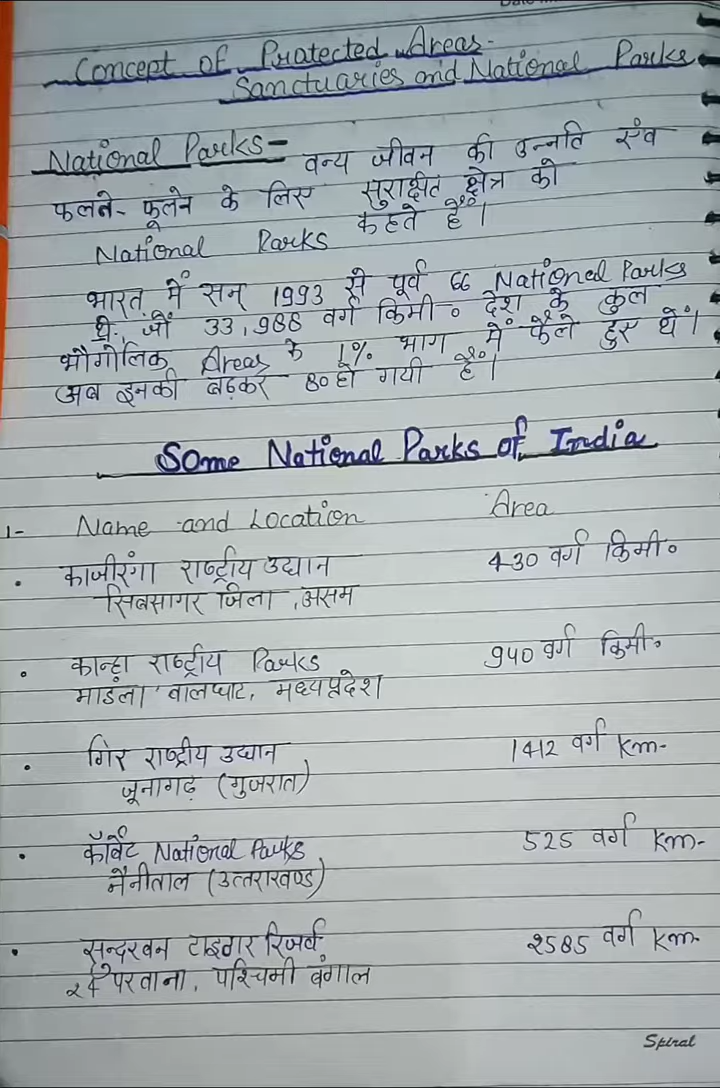 Concept of Protected Areas-
Sanctuaries and National Parks
National Parks- वन्य जीवन की उन्नति एंव
फलने-फूलने के लिए सुराक्षित क्षेत्र को
National Parks कहते है।
भारत में सन् 1993 से पूर्व 66 National Parks
थे, जों 33,988 वर्ग किमी० देश के कुल
भौगोलिक Areas के 1% भाग में फैले हुए थें।
अब इनकी बढ़कर 80 हो गयी है।
Some National Parks of India
1- Name and Location Area
• काजीरंगा राष्ट्रीय उद्यान 430 वर्ग किमी०
सिबसागर जिला, असम
• कान्हा राष्ट्रीय Parks 940 वर्ग किमी०
माडंला बालघाट, मध्यप्रदेश
• गिर राष्ट्रीय उद्यान 1412 वर्ग Km-
जूनागढ़ (गुजरात)
• कॉर्बेट National Parks 525 वर्ग Km-
नैनीताल (उत्तराखण्ड)
• सुन्दरवन टाइगर रिजर्व 2585 वर्ग Km-
24 परगना, पश्चिमी बंगाल
Spiral